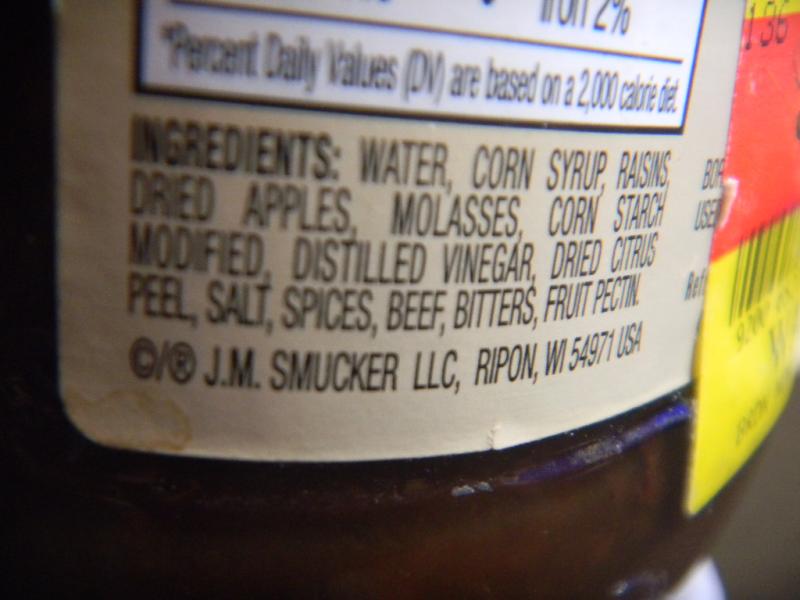 Iron 2%
*Percent Daily Values (DV) are based on a 2,000 calorie diet.
INGREDIENTS: WATER, CORN SYRUP, RAISINS,
DRIED APPLES, MOLASSES, CORN STARCH
MODIFIED, DISTILLED VINEGAR, DRIED CITRUS
PEEL, SALT, SPICES, BEEF, BITTERS, FRUIT PECTIN.
©/® J.M. SMUCKER LLC, RIPON, WI 54971 USA
136